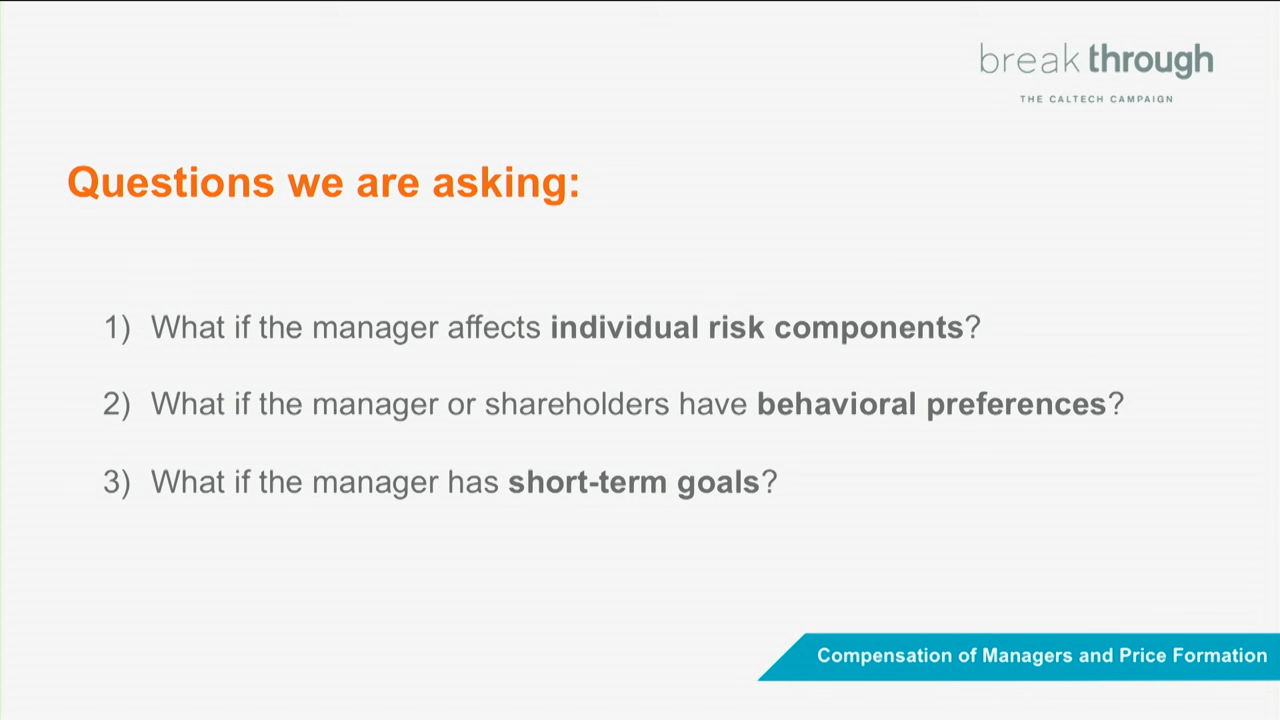 break through
THE CALTECH CAMPAIGN
Questions we are asking:
1) What if the manager affects individual risk components?
2) What if the manager or shareholders have behavioral preferences?
3) What if the manager has short-term goals?
Compensation of Managers and Price Formation